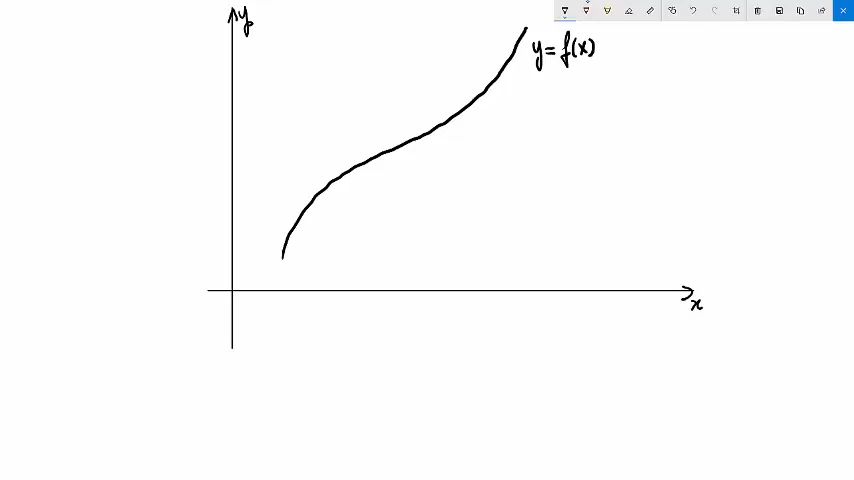 y
y = f(x)
x